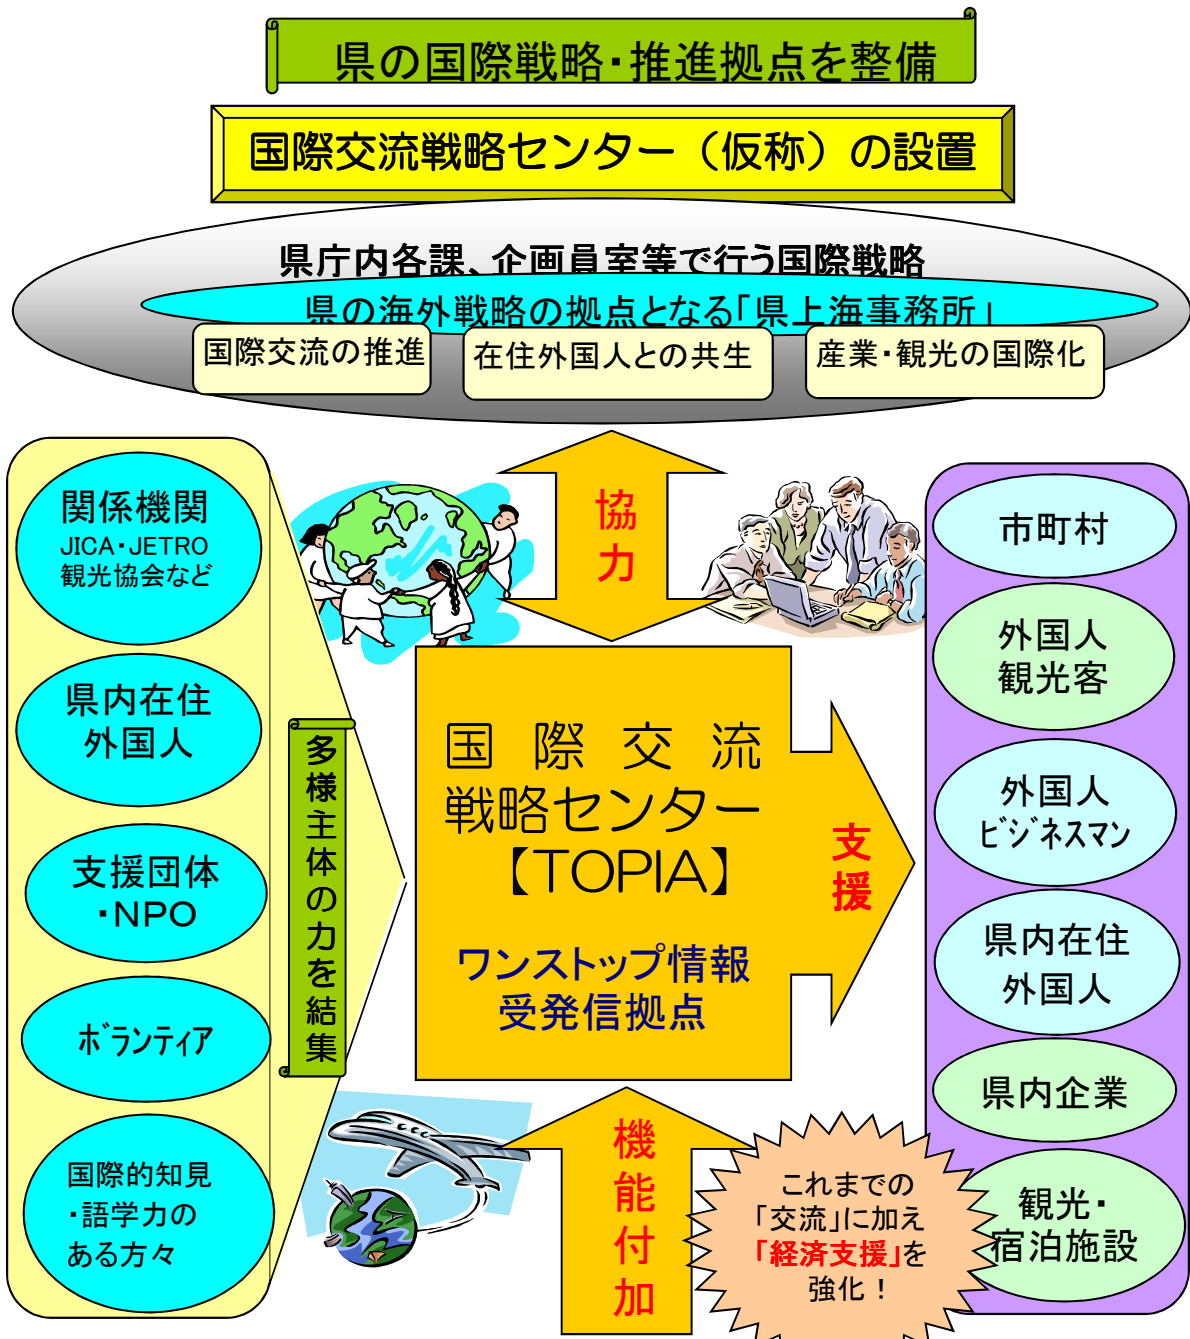 県の国際戦略・推進拠点を整備
国際交流戦略センター（仮称）の設置
県庁内各課、企画員室等で行う国際戦略
県の海外戦略の拠点となる「県上海事務所」
国際交流の推進
在住外国人との共生
産業・観光の国際化
関係機関
JICA・JETRO
観光協会など
県内在住
外国人
支援団体
・NPO
ﾎﾞﾗﾝﾃｨｱ
国際的知見
・語学力の
ある方々
多様主体の力を結集
協力
国際交流
戦略センター
【TOPIA】
ワンストップ情報
受発信拠点
支援
機能付加
これまでの
「交流」に加え
「経済支援」を
強化！
市町村
外国人
観光客
外国人
ﾋﾞｼﾞﾈｽﾏﾝ
県内在住
外国人
県内企業
観光・
宿泊施設